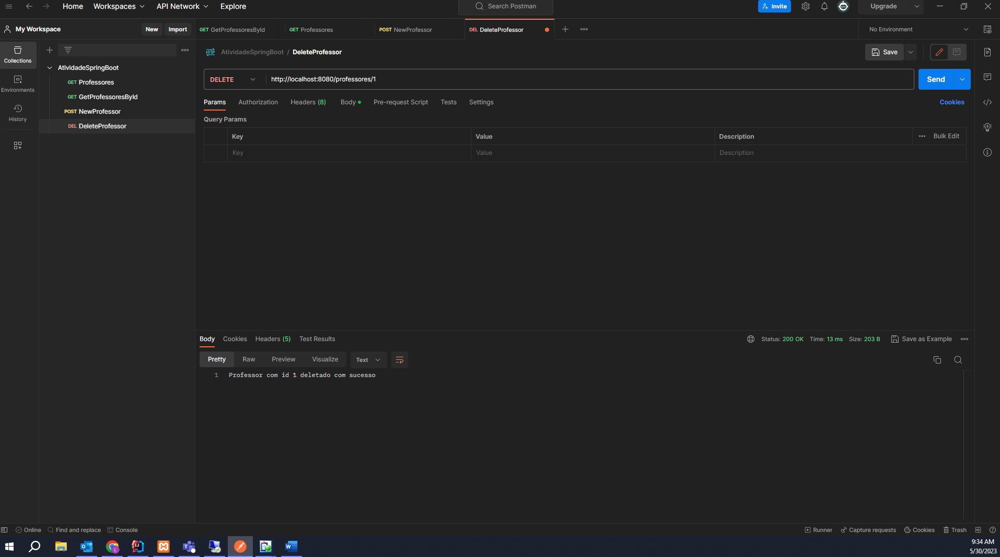 Home Workspaces API Network Explore Search Postman Invite Upgrade
My Workspace New Import GET GetProfessoresById GET Professores POST NewProfessor DEL DeleteProfessor No Environment
Collections
AtividadeSpringBoot / DeleteProfessor Save
AtividadeSpringBoot
DELETE http://localhost:8080/professores/1 Send
GET Professores
Environments
GET GetProfessoresById
Params Authorization Headers (8) Body Pre-request Script Tests Settings Cookies
POST NewProfessor
History
Query Params
DEL DeleteProfessor
Key Value Description Bulk Edit
Key Value Description
Body Cookies Headers (5) Test Results Status: 200 OK Time: 13 ms Size: 203 B Save as Example
Pretty Raw Preview Visualize Text
1 Professor com id 1 deletado com sucesso
Online Find and replace Console Runner Capture requests Cookies Trash
9:34 AM
5/30/2023